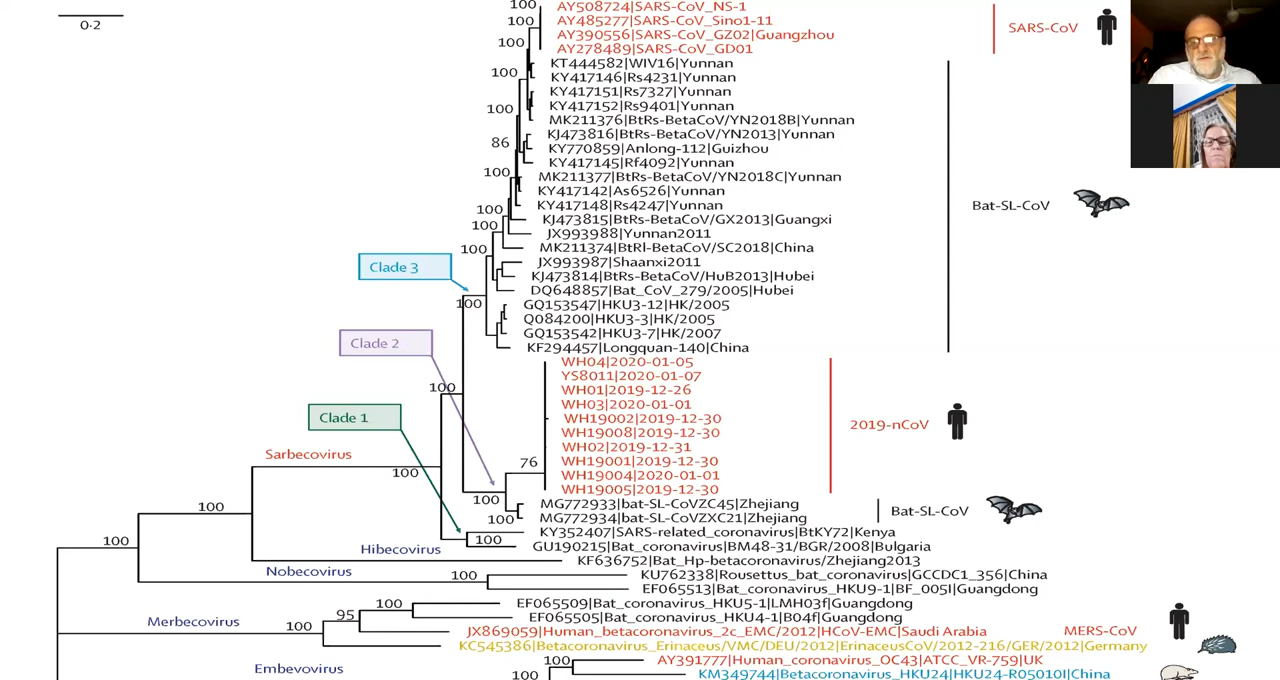 0·2
100 AY508724|SARS-CoV_NS-1
100 AY485277|SARS-CoV_Sino1-11
AY390556|SARS-CoV_GZ02|Guangzhou
SARS-CoV
100 AY278489|SARS-CoV_GD01
KT444582|WIV16|Yunnan
100 KY417146|Rs4231|Yunnan
KY417151|Rs7327|Yunnan
100 KY417152|Rs9401|Yunnan
MK211376|BtRs-BetaCoV/YN2018B|Yunnan
KJ473816|BtRs-BetaCoV/YN2013|Yunnan
86 KY770859|Anlong-112|Guizhou
KY417145|Rf4092|Yunnan
100 MK211377|BtRs-BetaCoV/YN2018C|Yunnan
KY417142|As6526|Yunnan
100 KY417148|Rs4247|Yunnan
Bat-SL-CoV
100 KJ473815|BtRs-BetaCoV/GX2013|Guangxi
JX993988|Yunnan2011
100 MK211374|BtRl-BetaCoV/SC2018|China
Clade 3
JX993987|Shaanxi2011
KJ473814|BtRs-BetaCoV/HuB2013|Hubei
DQ648857|Bat_CoV_279/2005|Hubei
100 GQ153547|HKU3-12|HK/2005
Q084200|HKU3-3|HK/2005
GQ153542|HKU3-7|HK/2007
Clade 2
KF294457|Longquan-140|China
WH04|2020-01-05
YS8011|2020-01-07
100 WH01|2019-12-26
WH03|2020-01-01
Clade 1
WH19002|2019-12-30
2019-nCoV
WH19008|2019-12-30
WH02|2019-12-31
Sarbecovirus
76 WH19001|2019-12-30
100 WH19004|2020-01-01
WH19005|2019-12-30
100 100 MG772933|bat-SL-CoVZC45|Zhejiang
Bat-SL-CoV
100 MG772934|bat-SL-CoVZXC21|Zhejiang
KY352407|SARS-related_coronavirus|BtKY72|Kenya
100 100 GU190215|Bat_coronavirus|BM48-31/BGR/2008|Bulgaria
Hibecovirus
KF636752|Bat_Hp-betacoronavirus/Zhejiang2013
Nobecovirus
100 KU762338|Rousettus_bat_coronavirus|GCCDC1_356|China
EF065513|Bat_coronavirus_HKU9-1|BF_005I|Guangdong
100 EF065509|Bat_coronavirus_HKU5-1|LMH03f|Guangdong
95 EF065505|Bat_coronavirus_HKU4-1|B04f|Guangdong
Merbecovirus
100 JX869059|Human_betacoronavirus_2c_EMC/2012|HCoV-EMC|Saudi Arabia
MERS-CoV
KC545386|Betacoronavirus_Erinaceus/VMC/DEU/2012|ErinaceusCoV/2012-216/GER/2012|Germany
Embevovirus
100 AY391777|Human_coronavirus_OC43|ATCC_VR-759|UK
100 KM349744|Betacoronavirus_HKU24|HKU24-R05010I|China